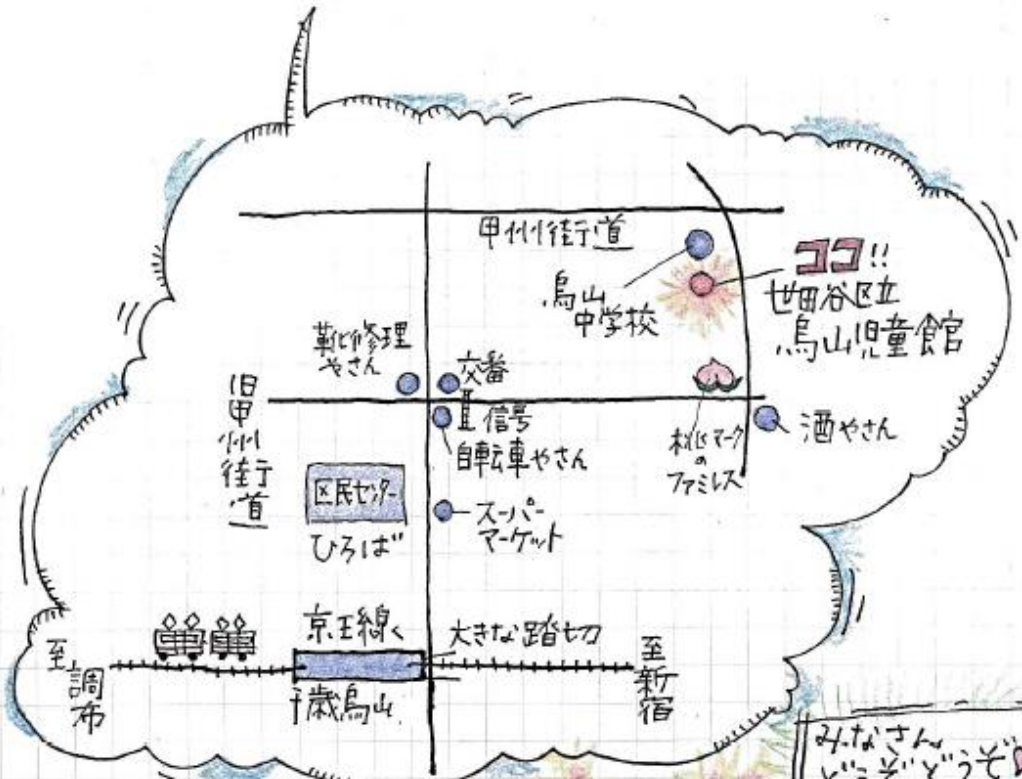 甲州街道
烏山
中学校
ココ!!
世田谷区立
烏山児童館
靴修理
やさん
交番
信号
自転車やさん
旧甲州街道
桃マーク
の
ファミレス
酒やさん
区民センター
ひろば
スーパー
マーケット
京王線
千歳烏山
大きな踏切
至調布
至新宿
みなさん
どうぞどうぞ